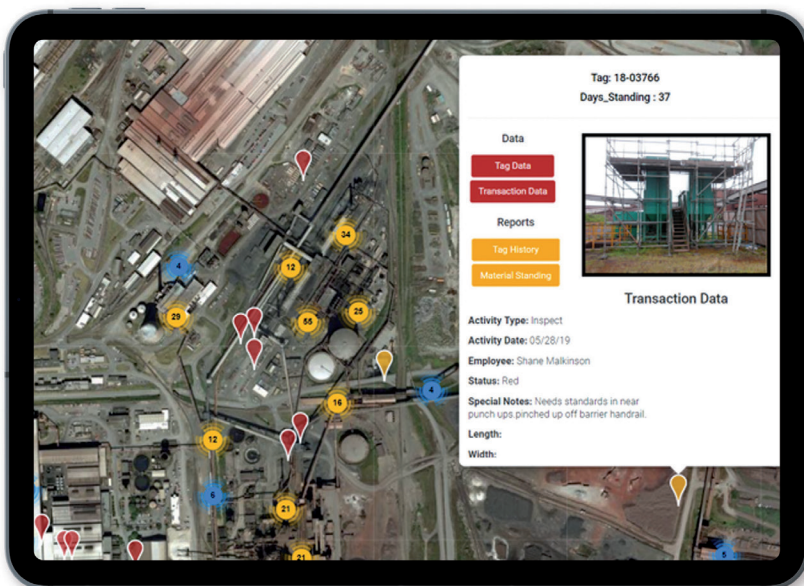 Tag: 18-03766
Days_Standing : 37
Data
Tag Data
Transaction Data
Reports
Tag History
Material Standing
Transaction Data
Activity Type: Inspect
Activity Date: 05/28/19
Employee: Shane Malkinson
Status: Red
Special Notes: Needs standards in near
punch ups.pinched up off barrier handrail.
Length:
Width:
34
12
4
29
55
25
4
16
12
6
21
21
5